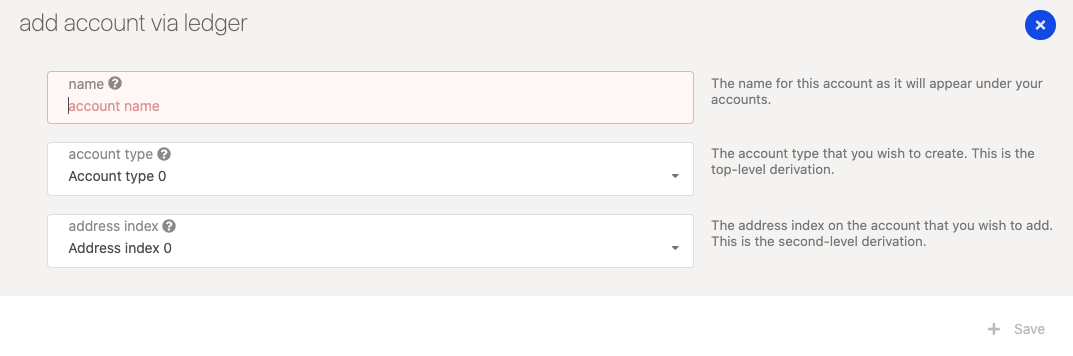 add account via ledger
name
account name
The name for this account as it will appear under your
accounts.
account type
Account type 0
The account type that you wish to create. This is the
top-level derivation.
address index
Address index 0
The address index on the account that you wish to add.
This is the second-level derivation.
Save